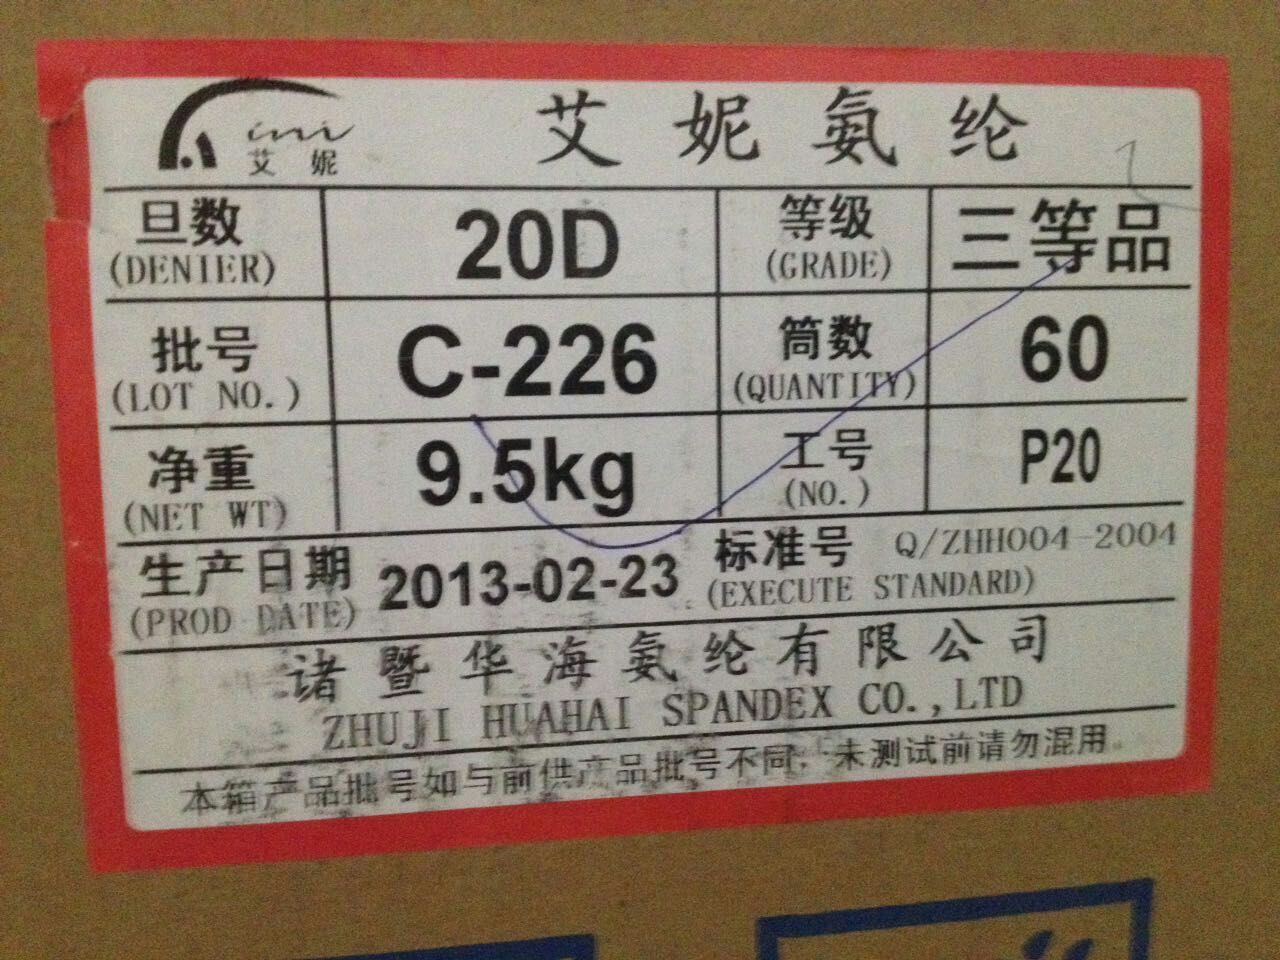 ini
艾妮
艾妮氨纶
旦数
(DENIER)
20D
等级
(GRADE)
三等品
批号
(LOT NO.)
C-226
筒数
(QUANTITY)
60
净重
(NET WT)
9.5kg
工号
(NO.)
P20
生产日期
(PROD DATE)
2013-02-23
标准号
(EXECUTE STANDARD)
Q/ZHH004-2004
诸暨华海氨纶有限公司
ZHUJI HUAHAI SPANDEX CO.,LTD
本箱产品批号如与前供产品批号不同，未测试前请勿混用